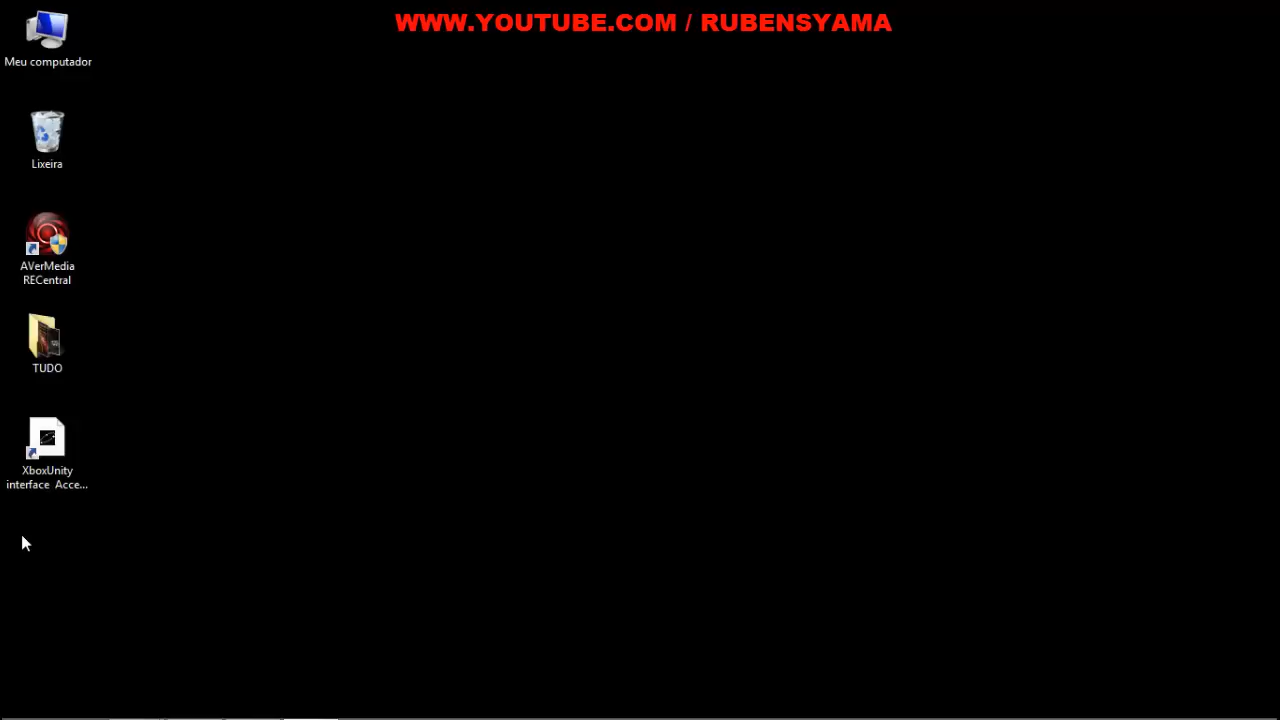 WWW.YOUTUBE.COM / RUBENSYAMA
Meu computador
Lixeira
AVerMedia
RECentral
TUDO
XboxUnity
interface Acce...